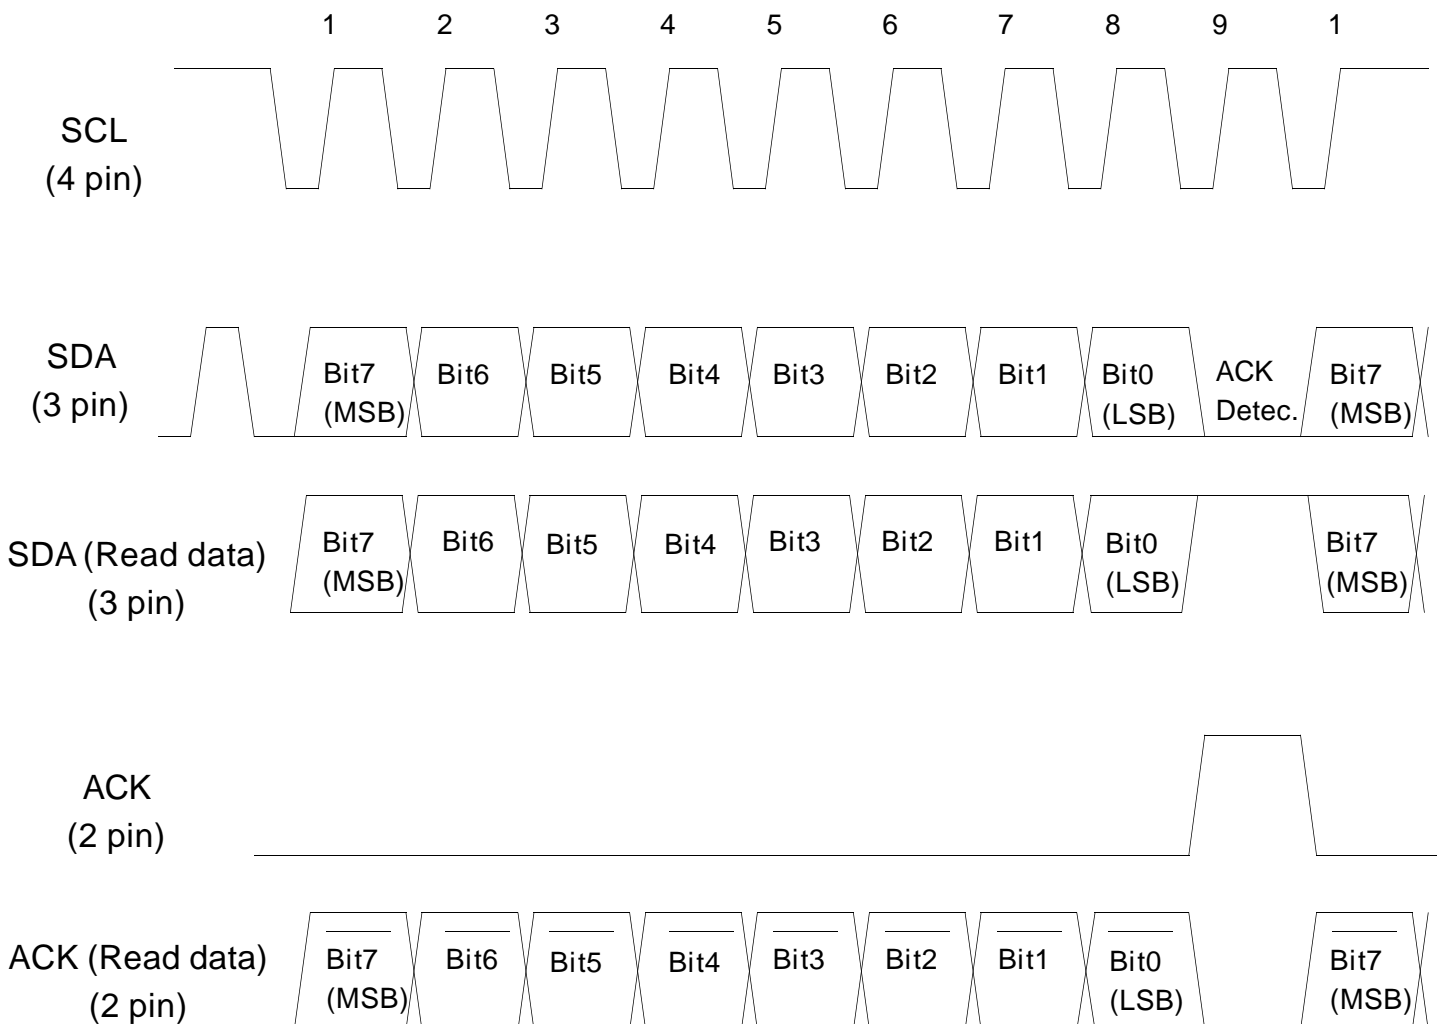 1 2 3 4 5 6 7 8 9 1
SCL
(4 pin)
SDA
(3 pin)
Bit7
(MSB)
Bit6
Bit5
Bit4
Bit3
Bit2
Bit1
Bit0
(LSB)
ACK
Detec.
Bit7
(MSB)
SDA (Read data)
(3 pin)
Bit7
(MSB)
Bit6
Bit5
Bit4
Bit3
Bit2
Bit1
Bit0
(LSB)
Bit7
(MSB)
ACK
(2 pin)
ACK (Read data)
(2 pin)
Bit7
(MSB)
Bit6
Bit5
Bit4
Bit3
Bit2
Bit1
Bit0
(LSB)
Bit7
(MSB)